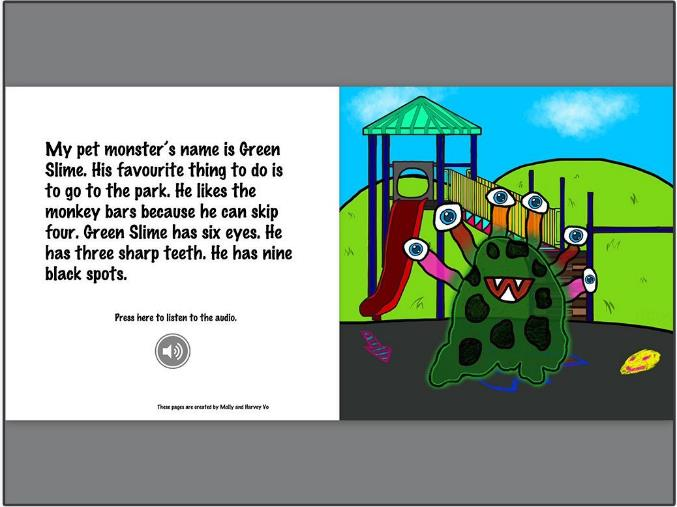 My pet monster's name is Green
Slime. His favourite thing to do is
to go to the park. He likes the
monkey bars because he can skip
four. Green Slime has six eyes. He
has three sharp teeth. He has nine
black spots.
Press here to listen to the audio.
These pages are created by Molly and Harvey Vo